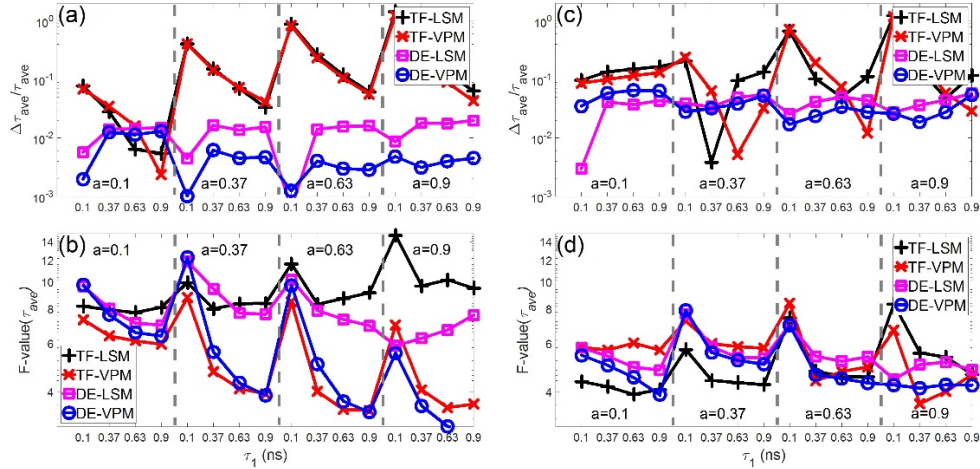 (a)
TF-LSM
TF-VPM
DE-LSM
DE-VPM
10⁰
10⁻¹
10⁻²
10⁻³
Δτave/τave
a=0.1 a=0.37 a=0.63 a=0.9
0.1 0.37 0.63 0.9 0.1 0.37 0.63 0.9 0.1 0.37 0.63 0.9 0.1 0.37 0.63 0.9
(c)
TF-LSM
TF-VPM
DE-LSM
DE-VPM
10⁰
10⁻¹
10⁻²
10⁻³
Δτave/τave
a=0.1 a=0.37 a=0.63 a=0.9
0.1 0.37 0.63 0.9 0.1 0.37 0.63 0.9 0.1 0.37 0.63 0.9 0.1 0.37 0.63 0.9
(b)
a=0.1 a=0.37 a=0.63 a=0.9
14
12
10
8
6
4
F-value(τave)
TF-LSM
TF-VPM
DE-LSM
DE-VPM
0.1 0.37 0.63 0.9 0.1 0.37 0.63 0.9 0.1 0.37 0.63 0.9 0.1 0.37 0.63 0.9
τ1 (ns)
(d)
TF-LSM
TF-VPM
DE-LSM
DE-VPM
14
12
10
8
6
4
F-value(τave)
a=0.1 a=0.37 a=0.63 a=0.9
0.1 0.37 0.63 0.9 0.1 0.37 0.63 0.9 0.1 0.37 0.63 0.9 0.1 0.37 0.63 0.9
τ1 (ns)